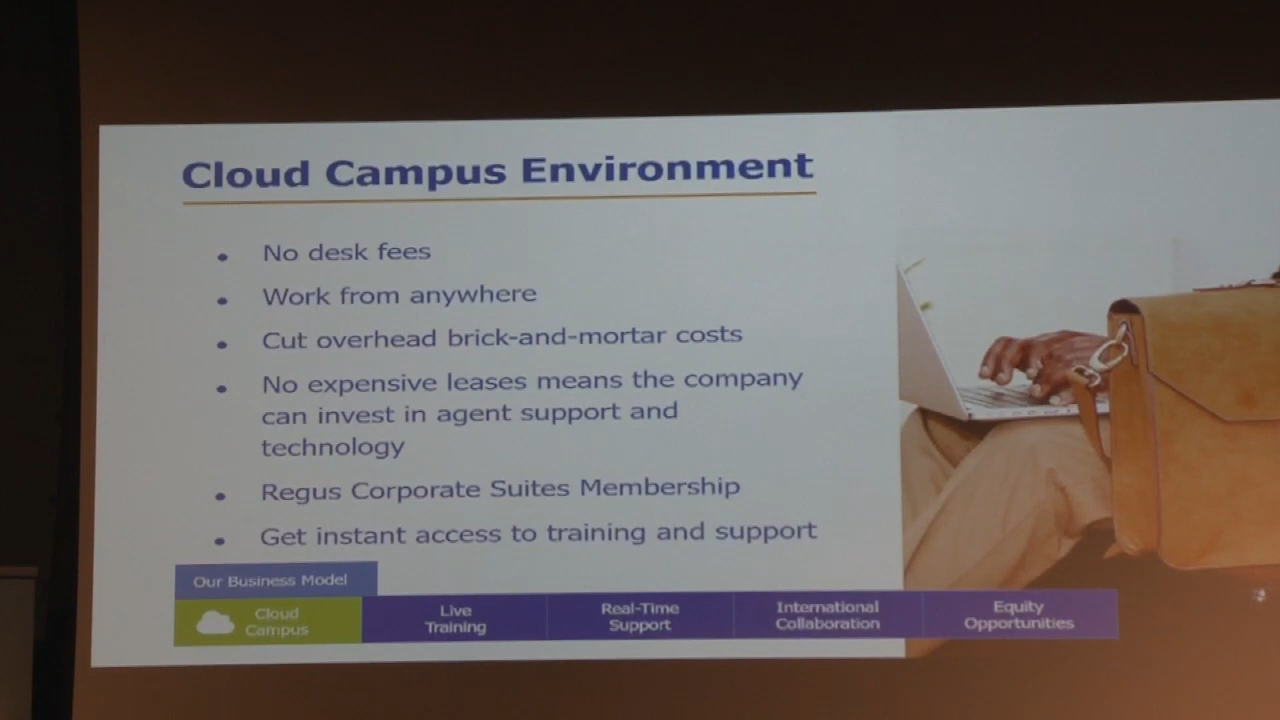 Cloud Campus Environment
No desk fees
Work from anywhere
Cut overhead brick-and-mortar costs
No expensive leases means the company
can invest in agent support and
technology
Regus Corporate Suites Membership
Get instant access to training and support
Our Business Model
Cloud
Campus
Live
Training
Real-Time
Support
International
Collaboration
Equity
Opportunities